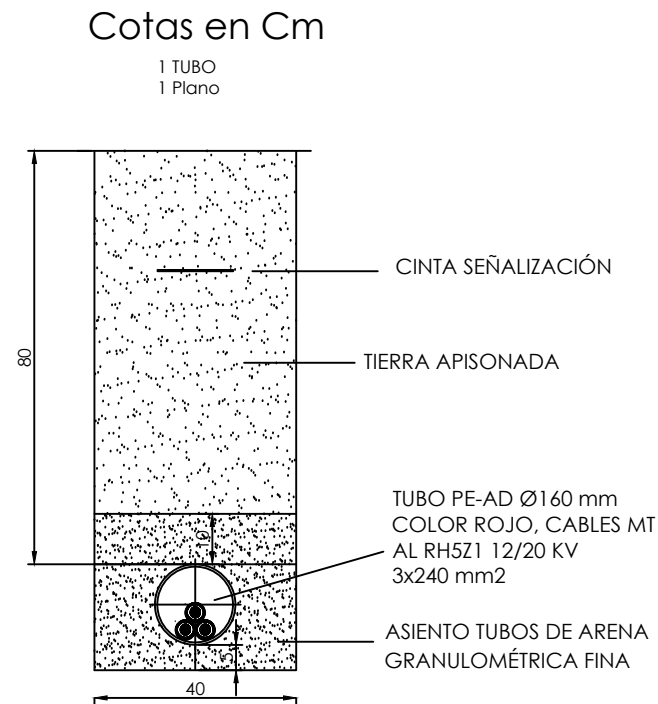 Cotas en Cm
1 TUBO
1 Plano
CINTA SEÑALIZACIÓN
80
TIERRA APISONADA
TUBO PE-AD Ø160 mm
COLOR ROJO, CABLES MT
AL RH5Z1 12/20 KV
3x240 mm2
10
ASIENTO TUBOS DE ARENA
GRANULOMÉTRICA FINA
5
40